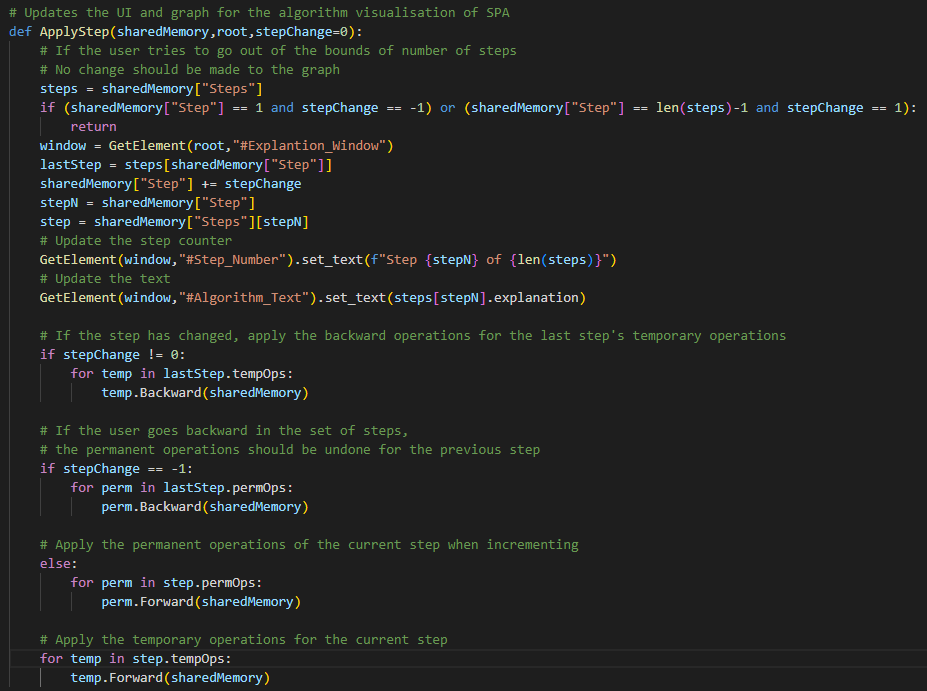 # Updates the UI and graph for the algorithm visualisation of SPA
def ApplyStep(sharedMemory,root,stepChange=0):
    # If the user tries to go out of the bounds of number of steps
    # No change should be made to the graph
    steps = sharedMemory["Steps"]
    if (sharedMemory["Step"] == 1 and stepChange == -1) or (sharedMemory["Step"] == len(steps)-1 and stepChange == 1):
        return
    window = GetElement(root,"#Explantion_Window")
    lastStep = steps[sharedMemory["Step"]]
    sharedMemory["Step"] += stepChange
    stepN = sharedMemory["Step"]
    step = sharedMemory["Steps"][stepN]
    # Update the step counter
    GetElement(window,"#Step_Number").set_text(f"Step {stepN} of {len(steps)}")
    # Update the text
    GetElement(window,"#Algorithm_Text").set_text(steps[stepN].explanation)

    # If the step has changed, apply the backward operations for the last step's temporary operations
    if stepChange != 0:
        for temp in lastStep.tempOps:
            temp.Backward(sharedMemory)

    # If the user goes backward in the set of steps,
    # the permanent operations should be undone for the previous step
    if stepChange == -1:
        for perm in lastStep.permOps:
            perm.Backward(sharedMemory)

    # Apply the permanent operations of the current step when incrementing
    else:
        for perm in step.permOps:
            perm.Forward(sharedMemory)

    # Apply the temporary operations for the current step
    for temp in step.tempOps:
        temp.Forward(sharedMemory)